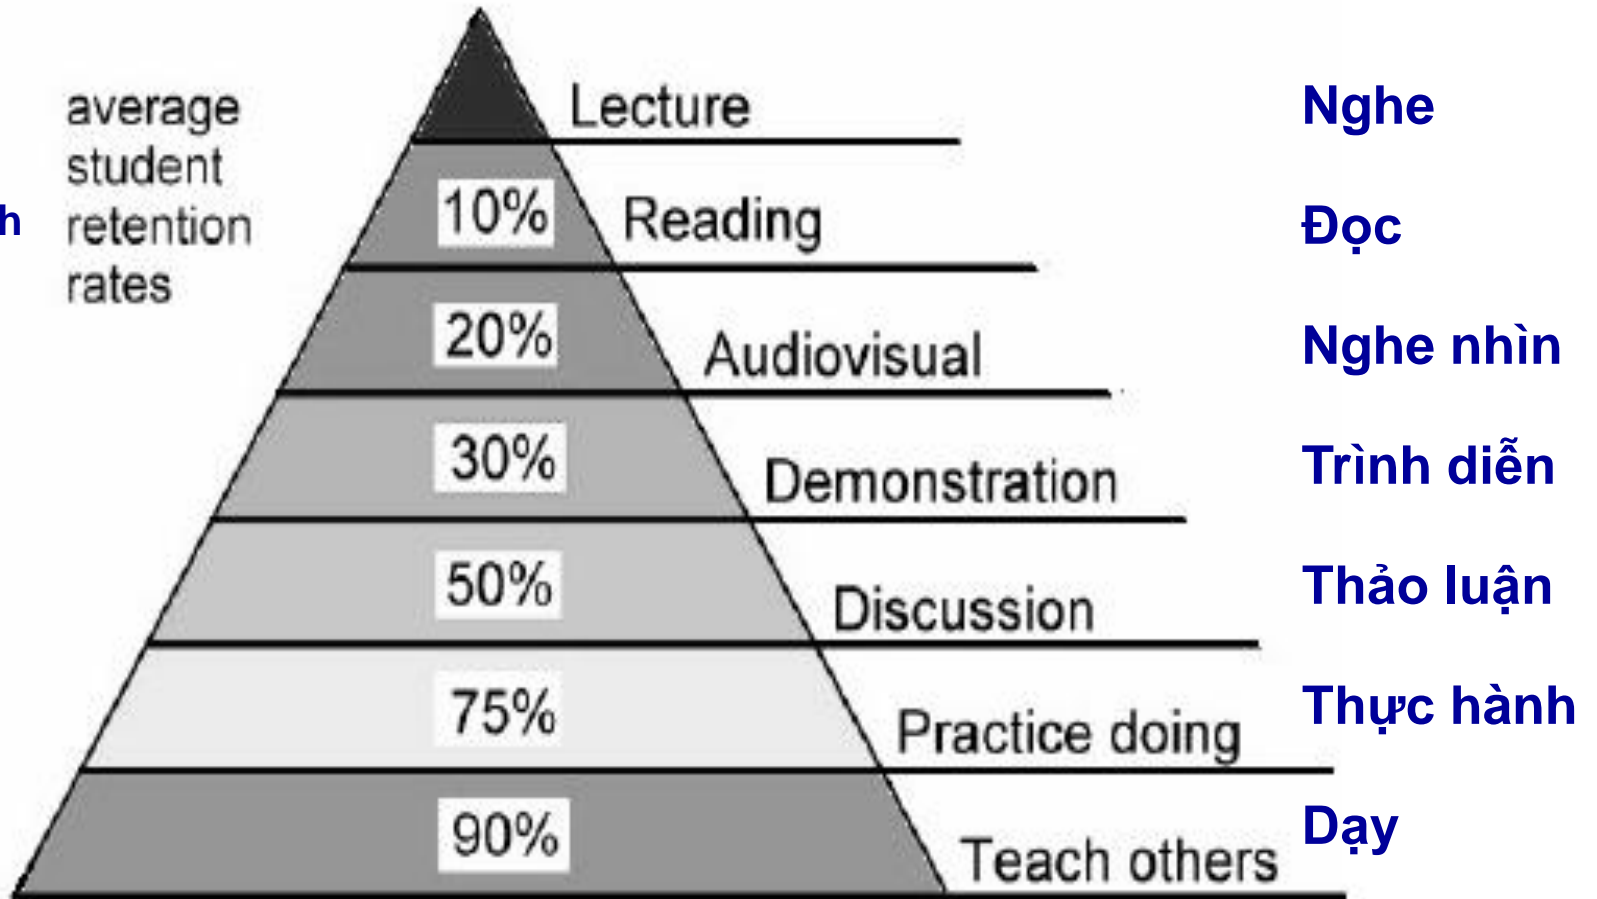 average
student
retention
rates
h
Lecture
Nghe
10%
Reading
Đọc
20%
Audiovisual
Nghe nhìn
30%
Demonstration
Trình diễn
50%
Discussion
Thảo luận
75%
Practice doing
Thực hành
90%
Teach others
Dạy